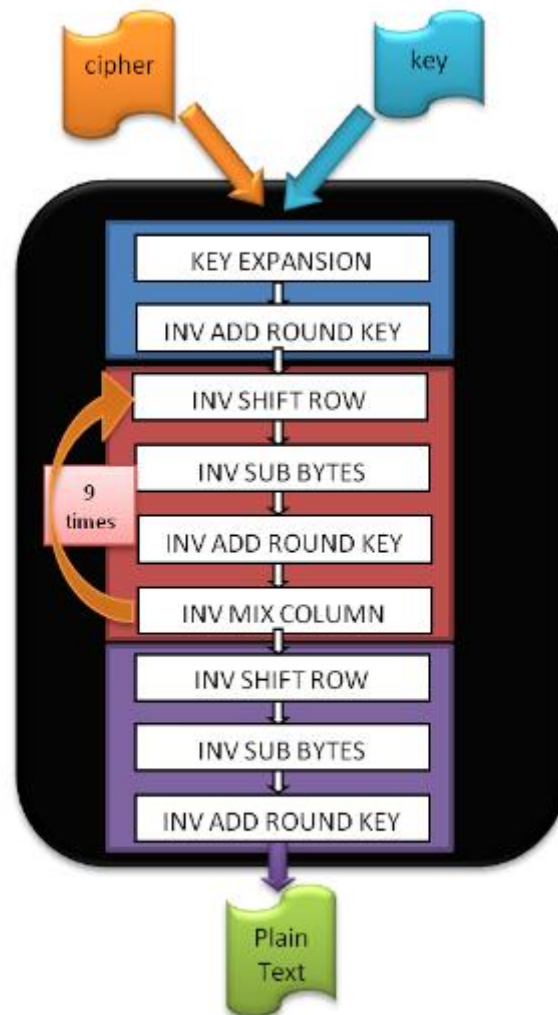 cipher
key
KEY EXPANSION
INV ADD ROUND KEY
INV SHIFT ROW
INV SUB BYTES
9
times
INV ADD ROUND KEY
INV MIX COLUMN
INV SHIFT ROW
INV SUB BYTES
INV ADD ROUND KEY
Plain
Text